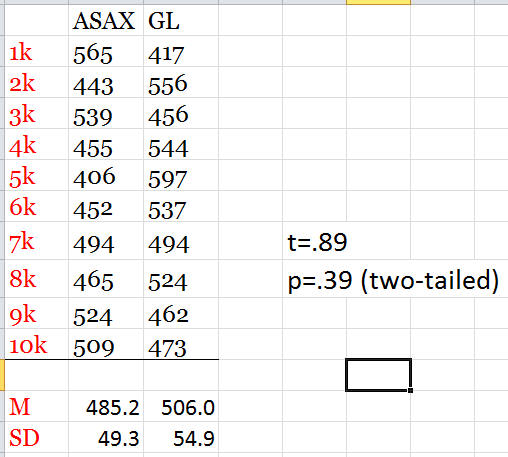 ASAX GL
1k 565 417
2k 443 556
3k 539 456
4k 455 544
5k 406 597
6k 452 537
7k 494 494 t=.89
8k 465 524 p=.39 (two-tailed)
9k 524 462
10k 509 473
M 485.2 506.0
SD 49.3 54.9